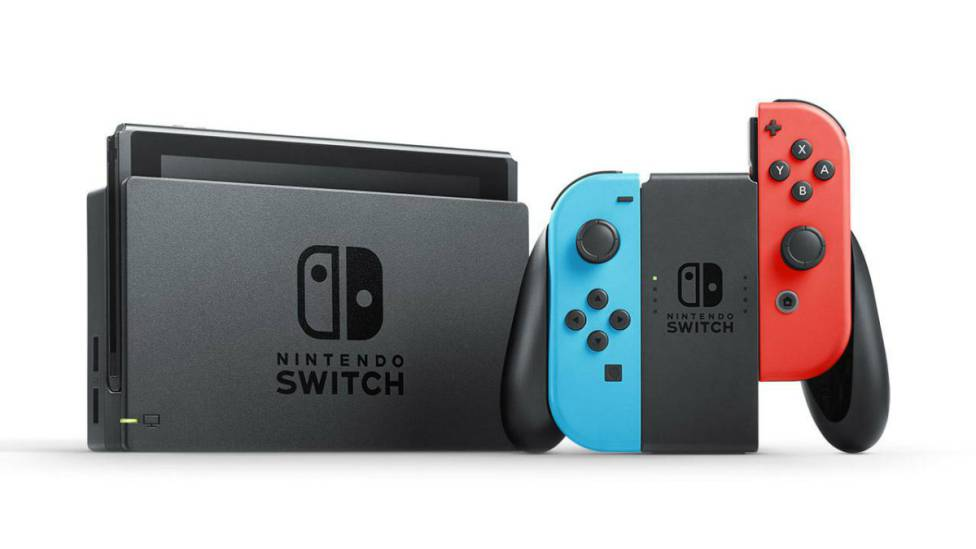 NINTENDO
SWITCH
NINTENDO
SWITCH
X
Y
A
B